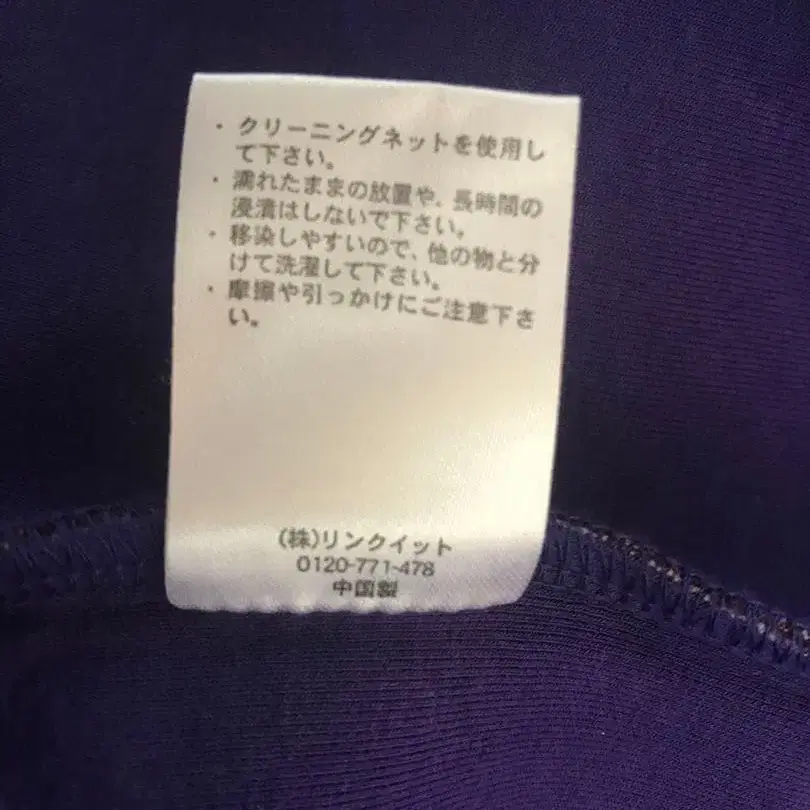 ・クリーニングネットを使用し
て下さい。
・濡れたままの放置や、長時間の
浸漬はしないで下さい。
・移染しやすいので、他の物と分
けて洗濯して下さい。
・摩擦や引っかけにご注意下さ
い。
(株)リンクイット
0120-771-478
中国製